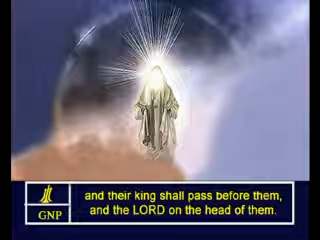 and their king shall pass before them,
and the LORD on the head of them.
GNP